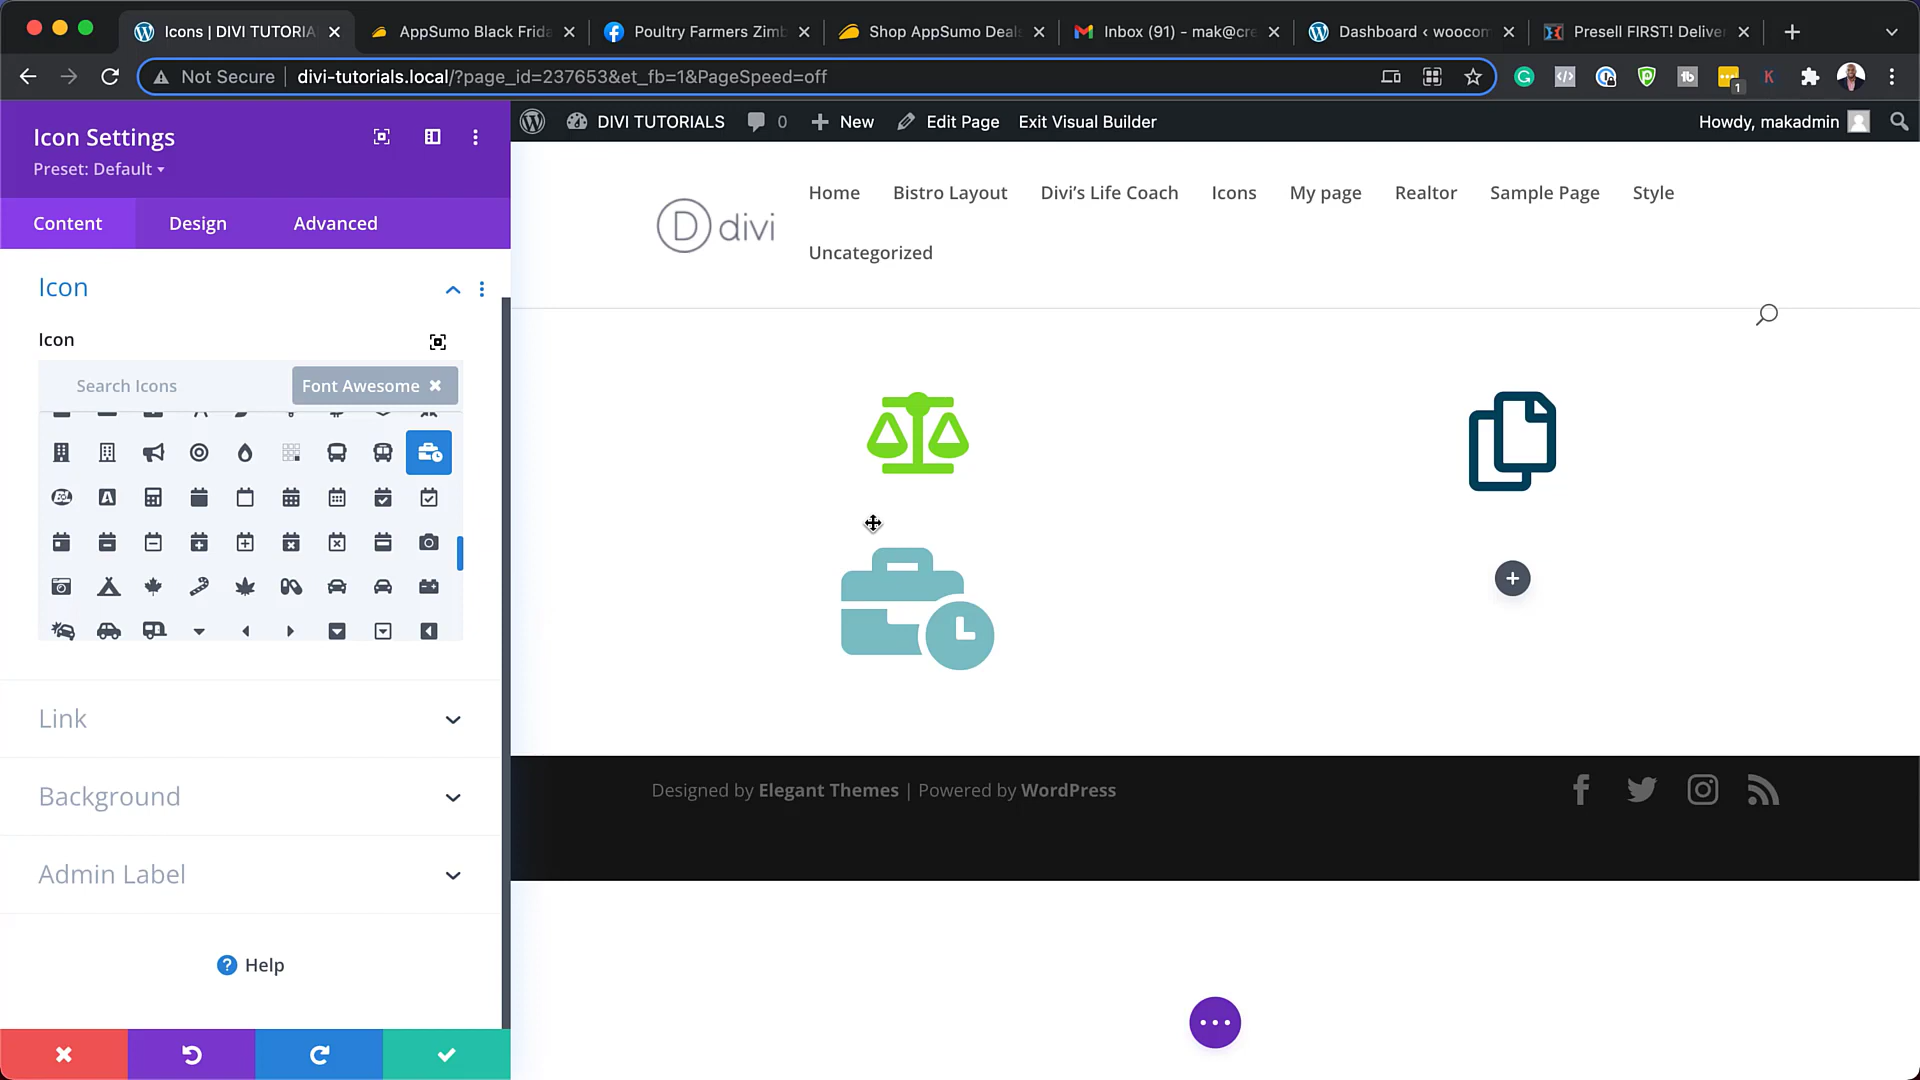 Icons | DIVI TUTORIA
AppSumo Black Frida
Poultry Farmers Zimb
Shop AppSumo Deals
Inbox (91) - mak@cre
Dashboard ‹ woocom
Presell FIRST! Deliver
Not Secure
divi-tutorials.local/?page_id=237653&et_fb=1&PageSpeed=off
1
K
Icon Settings
Preset: Default
Content
Design
Advanced
DIVI TUTORIALS
0
New
Edit Page
Exit Visual Builder
Howdy, makadmin
D divi
Home
Bistro Layout
Divi’s Life Coach
Icons
My page
Realtor
Sample Page
Style
Uncategorized
Icon
Icon
Search Icons
Font Awesome
Link
Background
Admin Label
Help
Designed by Elegant Themes | Powered by WordPress